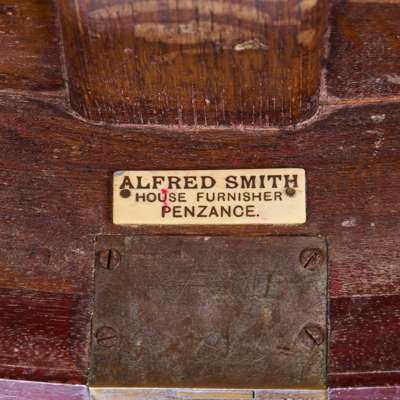 ALFRED SMITH
HOUSE FURNISHER
PENZANCE.